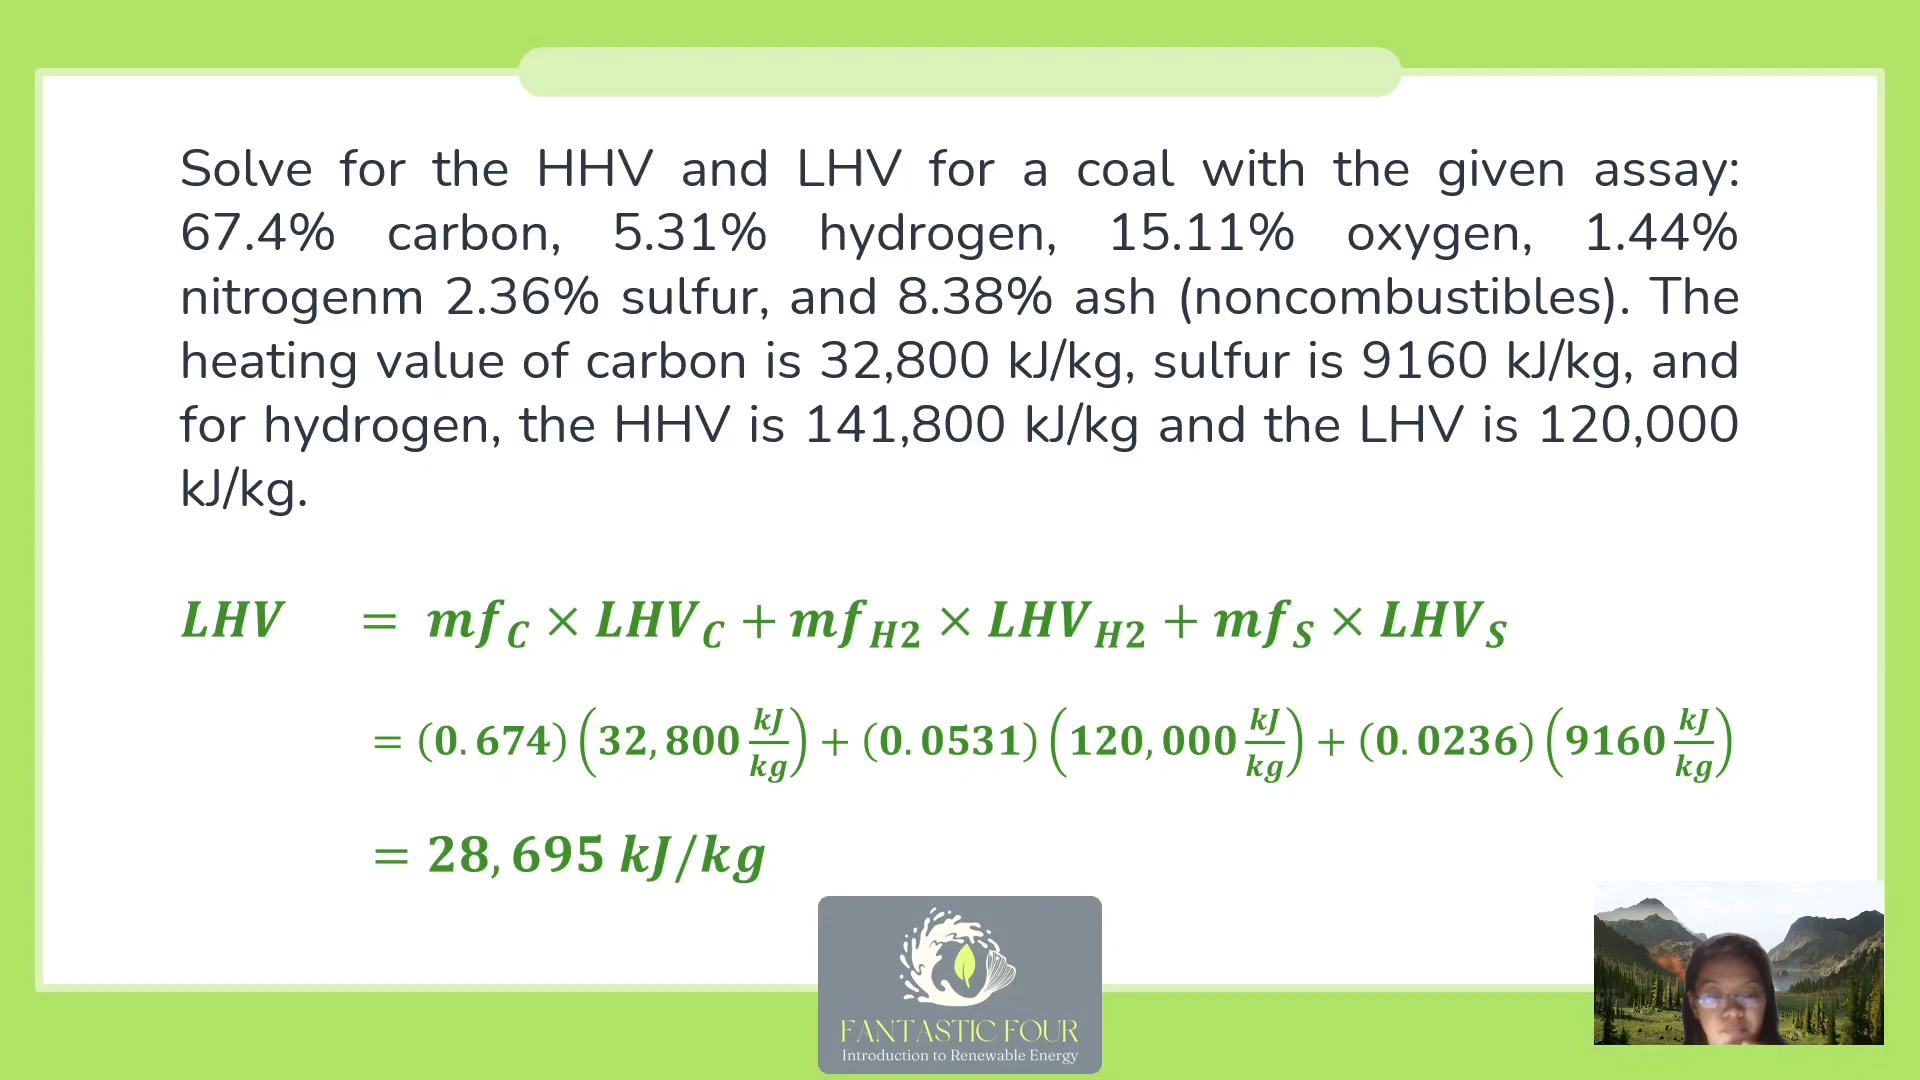 Solve for the HHV and LHV for a coal with the given assay:
67.4% carbon, 5.31% hydrogen, 15.11% oxygen, 1.44%
nitrogenm 2.36% sulfur, and 8.38% ash (noncombustibles). The
heating value of carbon is 32,800 kJ/kg, sulfur is 9160 kJ/kg, and
for hydrogen, the HHV is 141,800 kJ/kg and the LHV is 120,000
kJ/kg.
LHV = mf_C × LHV_C + mf_H2 × LHV_H2 + mf_S × LHV_S
= (0.674)(32,800 kJ/kg) + (0.0531)(120,000 kJ/kg) + (0.0236)(9160 kJ/kg)
= 28,695 kJ/kg
FANTASTIC FOUR
Introduction to Renewable Energy